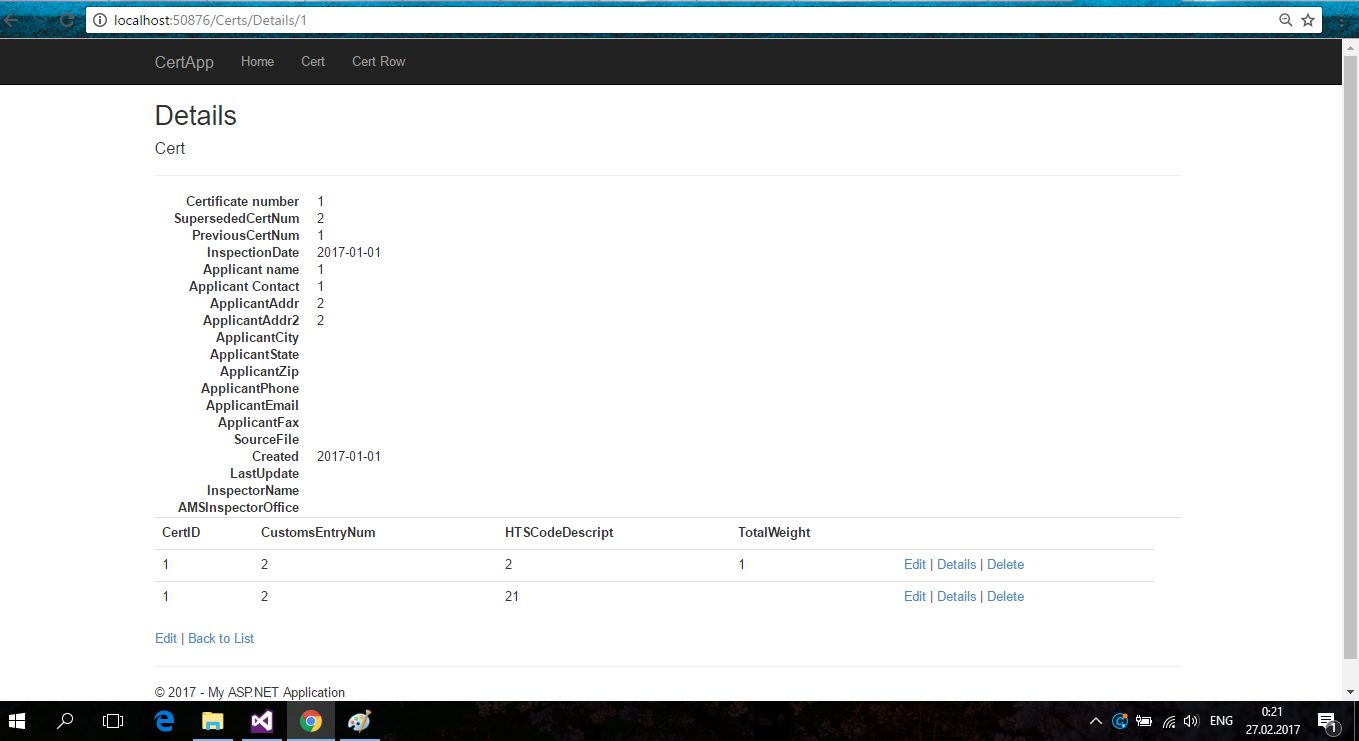 localhost:50876/Certs/Details/1
CertApp Home Cert Cert Row
Details
Cert
Certificate number 1
SupersededCertNum 2
PreviousCertNum 1
InspectionDate 2017-01-01
Applicant name 1
Applicant Contact 1
ApplicantAddr 2
ApplicantAddr2 2
ApplicantCity
ApplicantState
ApplicantZip
ApplicantPhone
ApplicantEmail
ApplicantFax
SourceFile
Created 2017-01-01
LastUpdate
InspectorName
AMSInspectorOffice
CertID CustomsEntryNum HTSCodeDescript TotalWeight
1 2 2 1 Edit | Details | Delete
1 2 21 Edit | Details | Delete
Edit | Back to List
© 2017 - My ASP.NET Application
ENG 0:21
27.02.2017
1